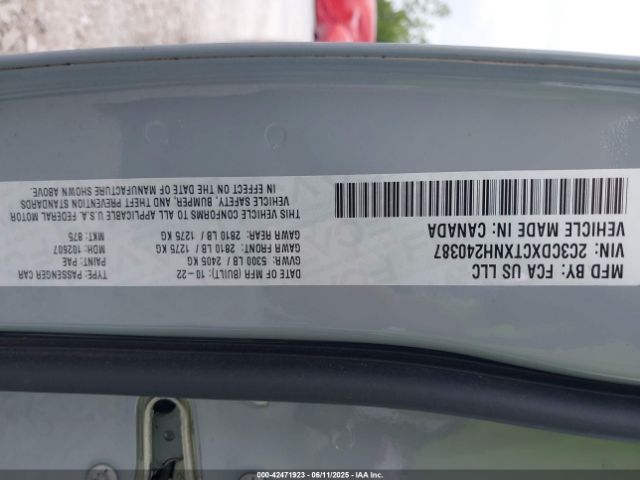 MFD BY: FCA US LLC
VIN: 2C3CDXCTXNH240387
VEHICLE MADE IN: CANADA
DATE OF MFR (BUILT): 10-22
GVWR: 5300 LB / 2405 KG
GAWR FRONT: 2810 LB / 1275 KG
GAWR REAR: 2810 LB / 1275 KG
THIS VEHICLE CONFORMS TO ALL APPLICABLE U.S.A. FEDERAL MOTOR
VEHICLE SAFETY, BUMPER, AND THEFT PREVENTION STANDARDS
IN EFFECT ON THE DATE OF MANUFACTURE SHOWN ABOVE.
TYPE: PASSENGER CAR
PAINT: PAE
MDH: 102607
MKT: 875
000-42471923 - 06/11/2025 - IAA Inc.